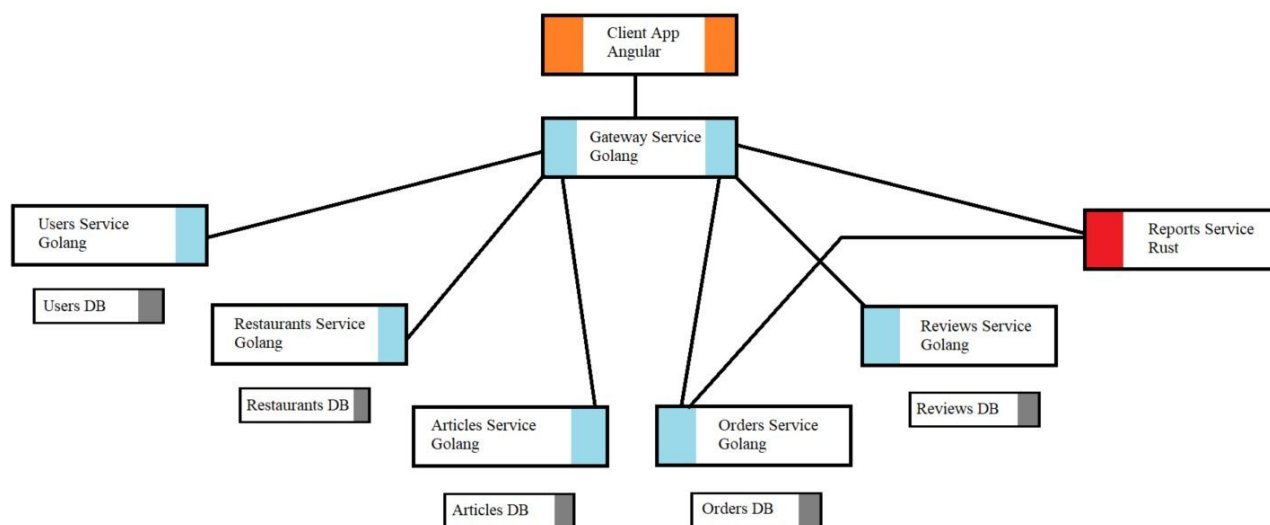 Client App
Angular
Gateway Service
Golang
Users Service
Golang
Users DB
Restaurants Service
Golang
Restaurants DB
Articles Service
Golang
Articles DB
Orders Service
Golang
Orders DB
Reviews Service
Golang
Reviews DB
Reports Service
Rust